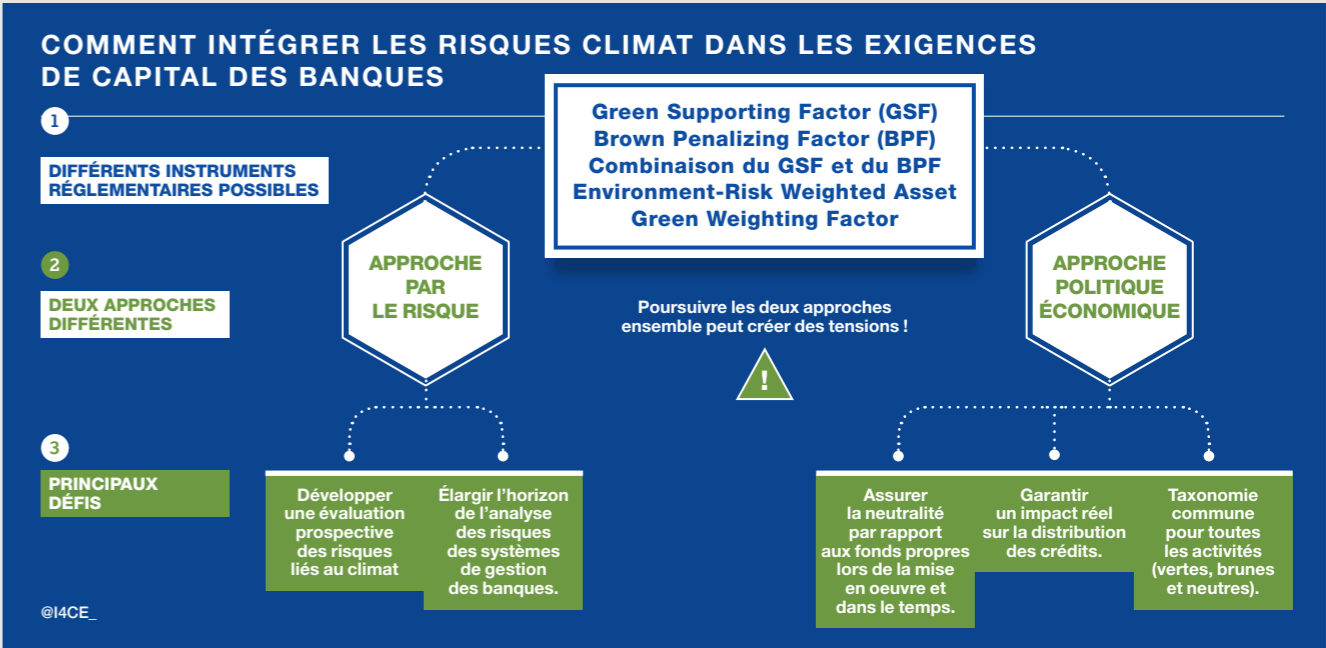 COMMENT INTÉGRER LES RISQUES CLIMAT DANS LES EXIGENCES
DE CAPITAL DES BANQUES
1
DIFFÉRENTS INSTRUMENTS
RÉGLEMENTAIRES POSSIBLES
Green Supporting Factor (GSF)
Brown Penalizing Factor (BPF)
Combinaison du GSF et du BPF
Environment-Risk Weighted Asset
Green Weighting Factor
2
DEUX APPROCHES
DIFFÉRENTES
APPROCHE
PAR
LE RISQUE
Poursuivre les deux approches
ensemble peut créer des tensions !
!
APPROCHE
POLITIQUE
ÉCONOMIQUE
3
PRINCIPAUX
DÉFIS
Développer
une évaluation
prospective
des risques
liés au climat
Élargir l’horizon
de l’analyse
des risques
des systèmes
de gestion
des banques.
Assurer
la neutralité
par rapport
aux fonds propres
lors de la mise
en oeuvre et
dans le temps.
Garantir
un impact réel
sur la distribution
des crédits.
Taxonomie
commune
pour toutes
les activités
(vertes, brunes
et neutres).
@I4CE_